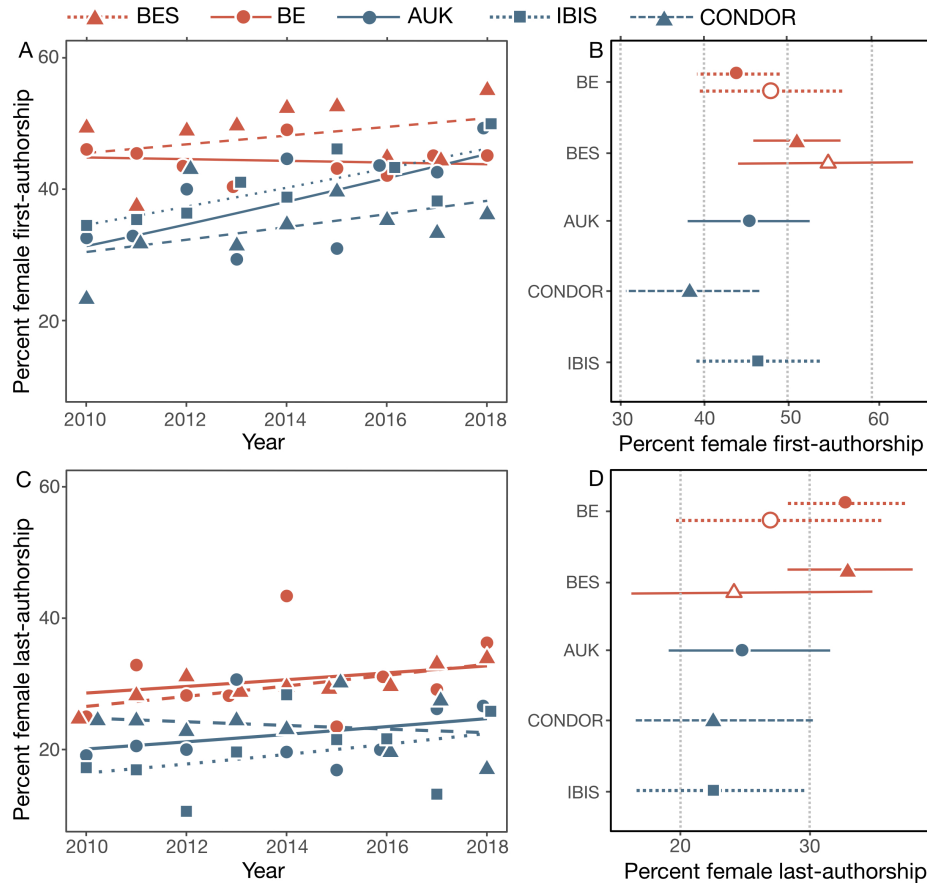 BES BE AUK IBIS CONDOR
A
Percent female first-authorship
60
40
20
2010 2012 2014 2016 2018
Year
B
BE
BES
AUK
CONDOR
IBIS
30 40 50 60
Percent female first-authorship
C
Percent female last-authorship
60
40
20
2010 2012 2014 2016 2018
Year
D
BE
BES
AUK
CONDOR
IBIS
20 30
Percent female last-authorship